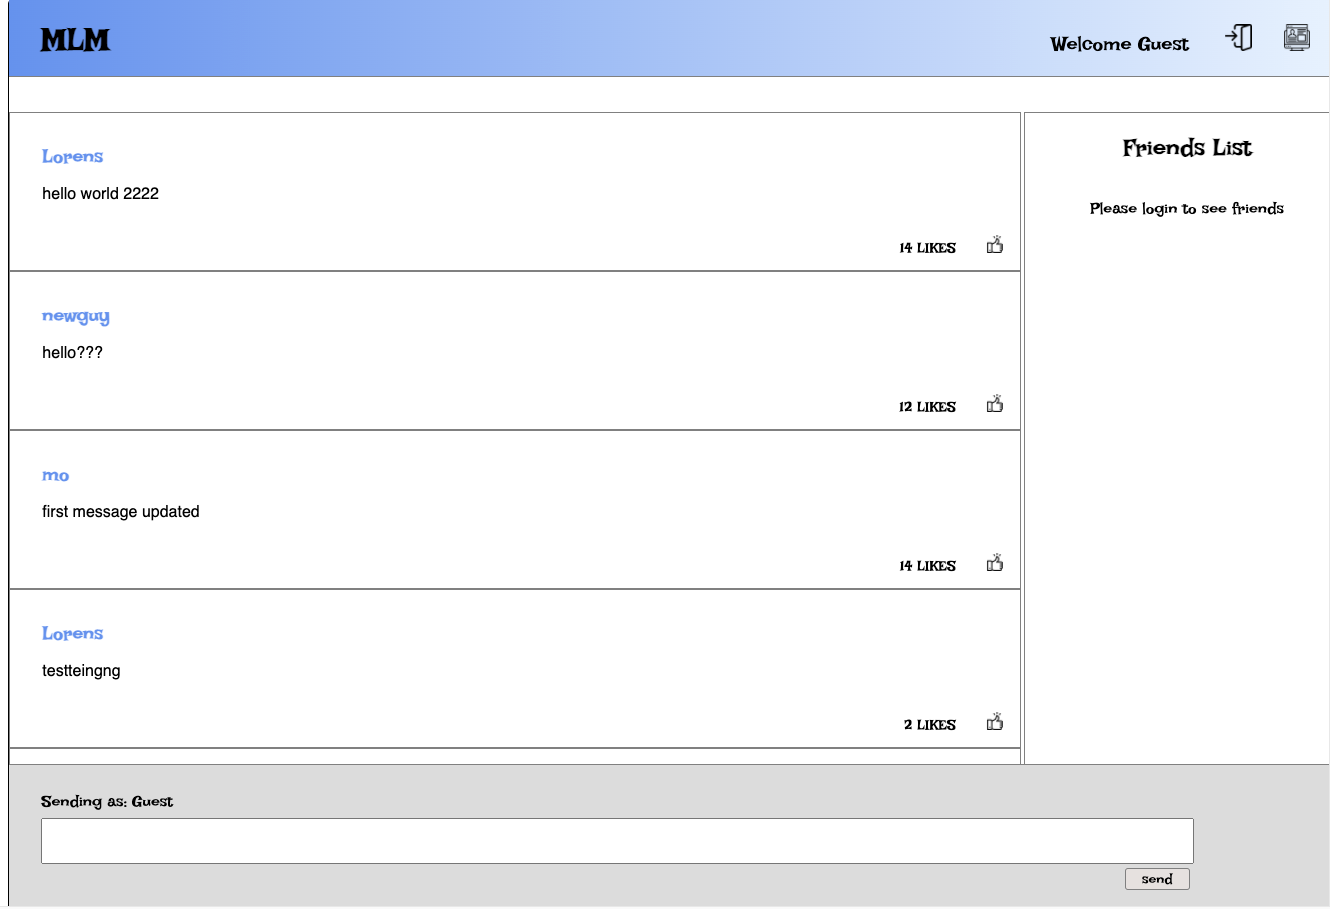 MLM
Welcome Guest
Lorens
hello world 2222
14 LIKES
newguy
hello???
12 LIKES
mo
first message updated
14 LIKES
Lorens
testteingng
2 LIKES
Friends List
Please login to see friends
Sending as: Guest
send